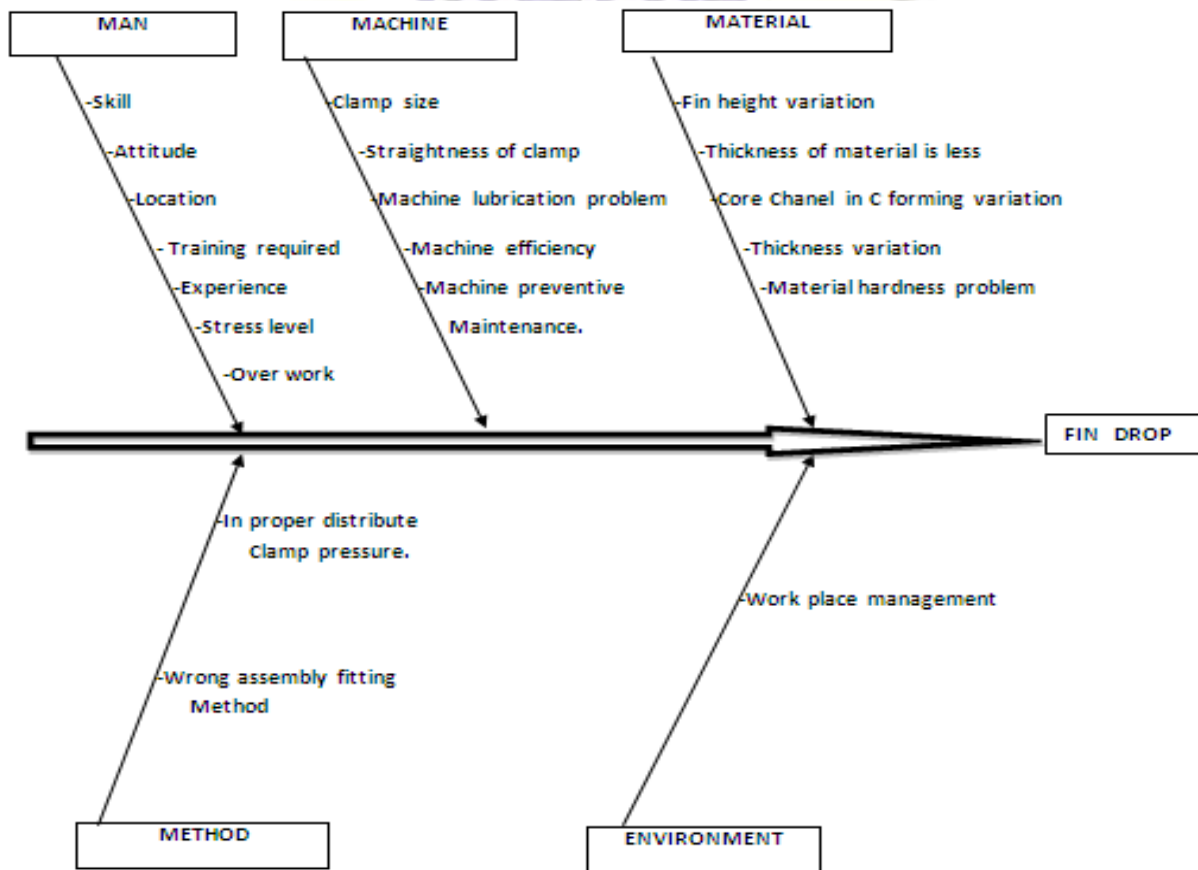 MAN
MACHINE
MATERIAL
-Skill
-Attitude
-Location
- Training required
-Experience
-Stress level
-Over work
-Clamp size
-Straightness of clamp
-Machine lubrication problem
-Machine efficiency
-Machine preventive
Maintenance.
-Fin height variation
-Thickness of material is less
-Core Chanel in C forming variation
-Thickness variation
-Material hardness problem
FIN DROP
-In proper distribute
Clamp pressure.
-Wrong assembly fitting
Method
-Work place management
METHOD
ENVIRONMENT